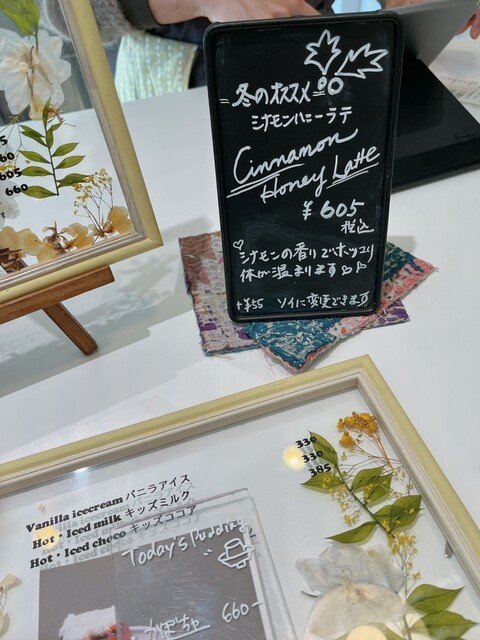 5
60
605
660
=冬のオススメ=
シナモンハニーラテ
Cinnamon
Honey Latte
¥605
税込
♡シナモンの香りでホッコリ
体が温まります♡♡
+¥55 ソイに変更できます
Vanilla icecream バニラアイス
330
Hot・Iced milk キッズミルク
330
Hot・Iced choco キッズココア
385
Today's Pudding
かぼちゃ 660-